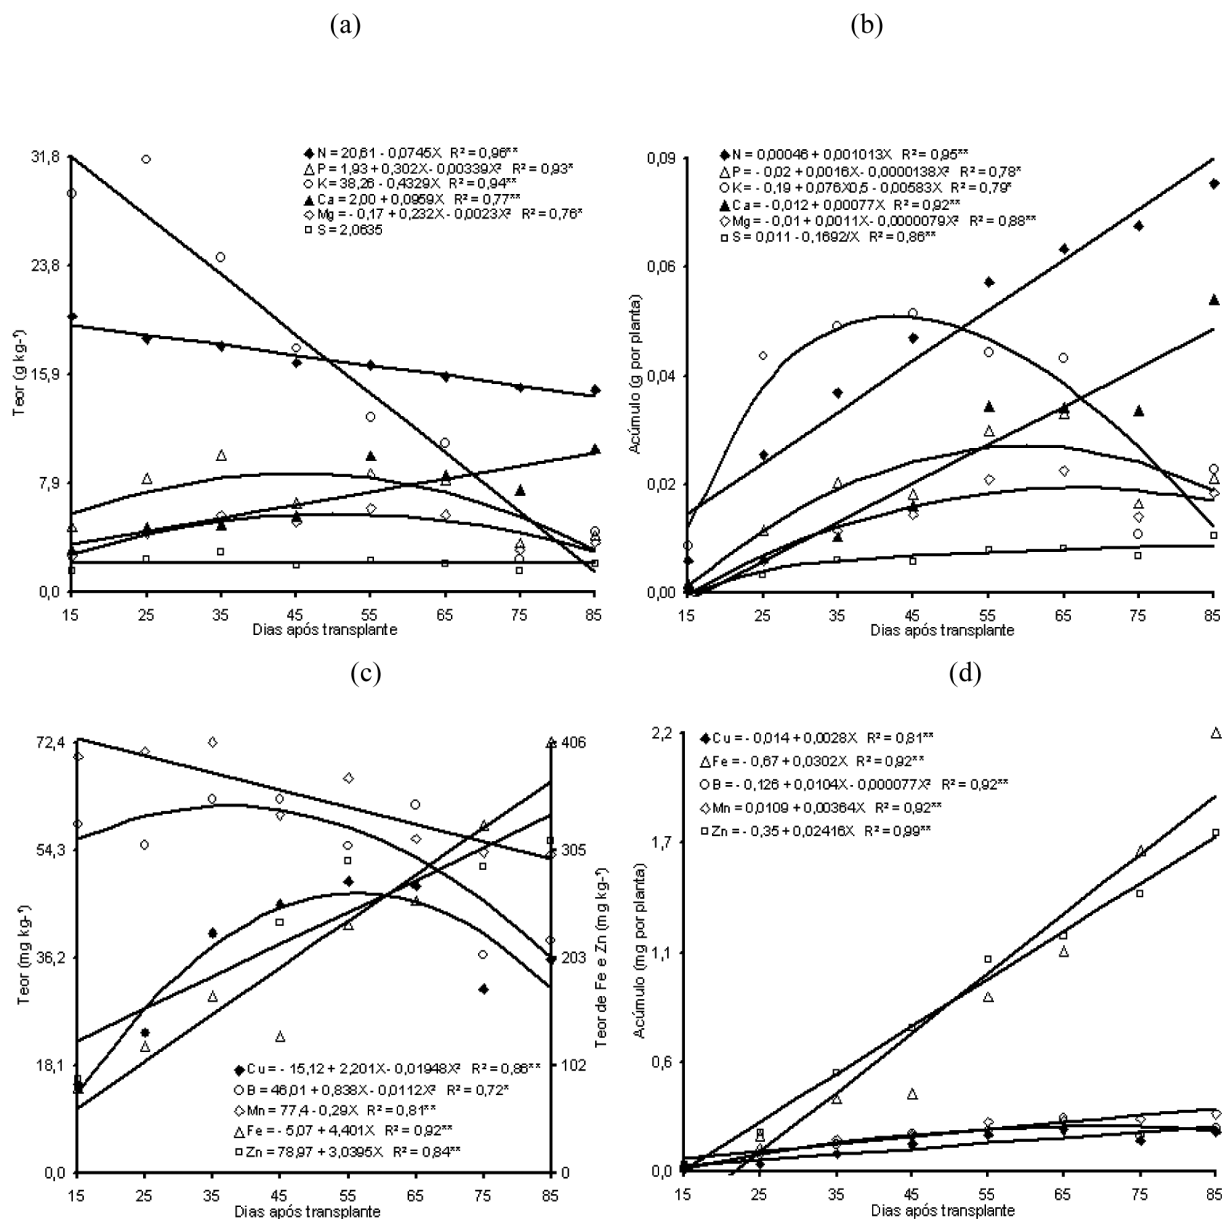 (a)
(b)
N = 20,61 - 0,0745X R² = 0,96**
P = 1,93 + 0,302X - 0,00339X² R² = 0,93*
K = 38,26 - 0,4329X R² = 0,94**
Ca = 2,00 + 0,0959X R² = 0,77**
Mg = - 0,17 + 0,232X - 0,0023X² R² = 0,76*
S = 2,0635
31,8
23,8
15,9
7,9
0,0
Teor (g kg-¹)
15 25 35 45 55 65 75 85
Dias após transplante
N = 0,00046 + 0,001013X R² = 0,95**
P = - 0,02 + 0,0016X - 0,0000138X² R² = 0,78*
K = - 0,19 + 0,076X0,5 - 0,00583X R² = 0,79*
Ca = - 0,012 + 0,00077X R² = 0,92**
Mg = - 0,01 + 0,0011X - 0,0000079X² R² = 0,88**
S = 0,011 - 0,1692/X R² = 0,86**
0,09
0,06
0,04
0,02
0,00
Acúmulo (g por planta)
15 25 35 45 55 65 75 85
Dias após transplante
(c)
(d)
72,4
54,3
36,2
18,1
0,0
Teor (mg kg-¹)
406
305
203
102
0
Teor de Fe e Zn (mg kg-¹)
Cu = - 15,12 + 2,201X - 0,01948X² R² = 0,86**
B = 46,01 + 0,838X - 0,0112X² R² = 0,72*
Mn = 77,4 - 0,29X R² = 0,81**
Fe = - 5,07 + 4,401X R² = 0,92**
Zn = 78,97 + 3,0395X R² = 0,84**
15 25 35 45 55 65 75 85
Dias após transplante
Cu = - 0,014 + 0,0028X R² = 0,81**
Fe = - 0,67 + 0,0302X R² = 0,92**
B = - 0,126 + 0,0104X - 0,000077X² R² = 0,92**
Mn = 0,0109 + 0,00364X R² = 0,92**
Zn = - 0,35 + 0,02416X R² = 0,99**
2,2
1,7
1,1
0,6
0,0
Acúmulo (mg por planta)
15 25 35 45 55 65 75 85
Dias após transplante